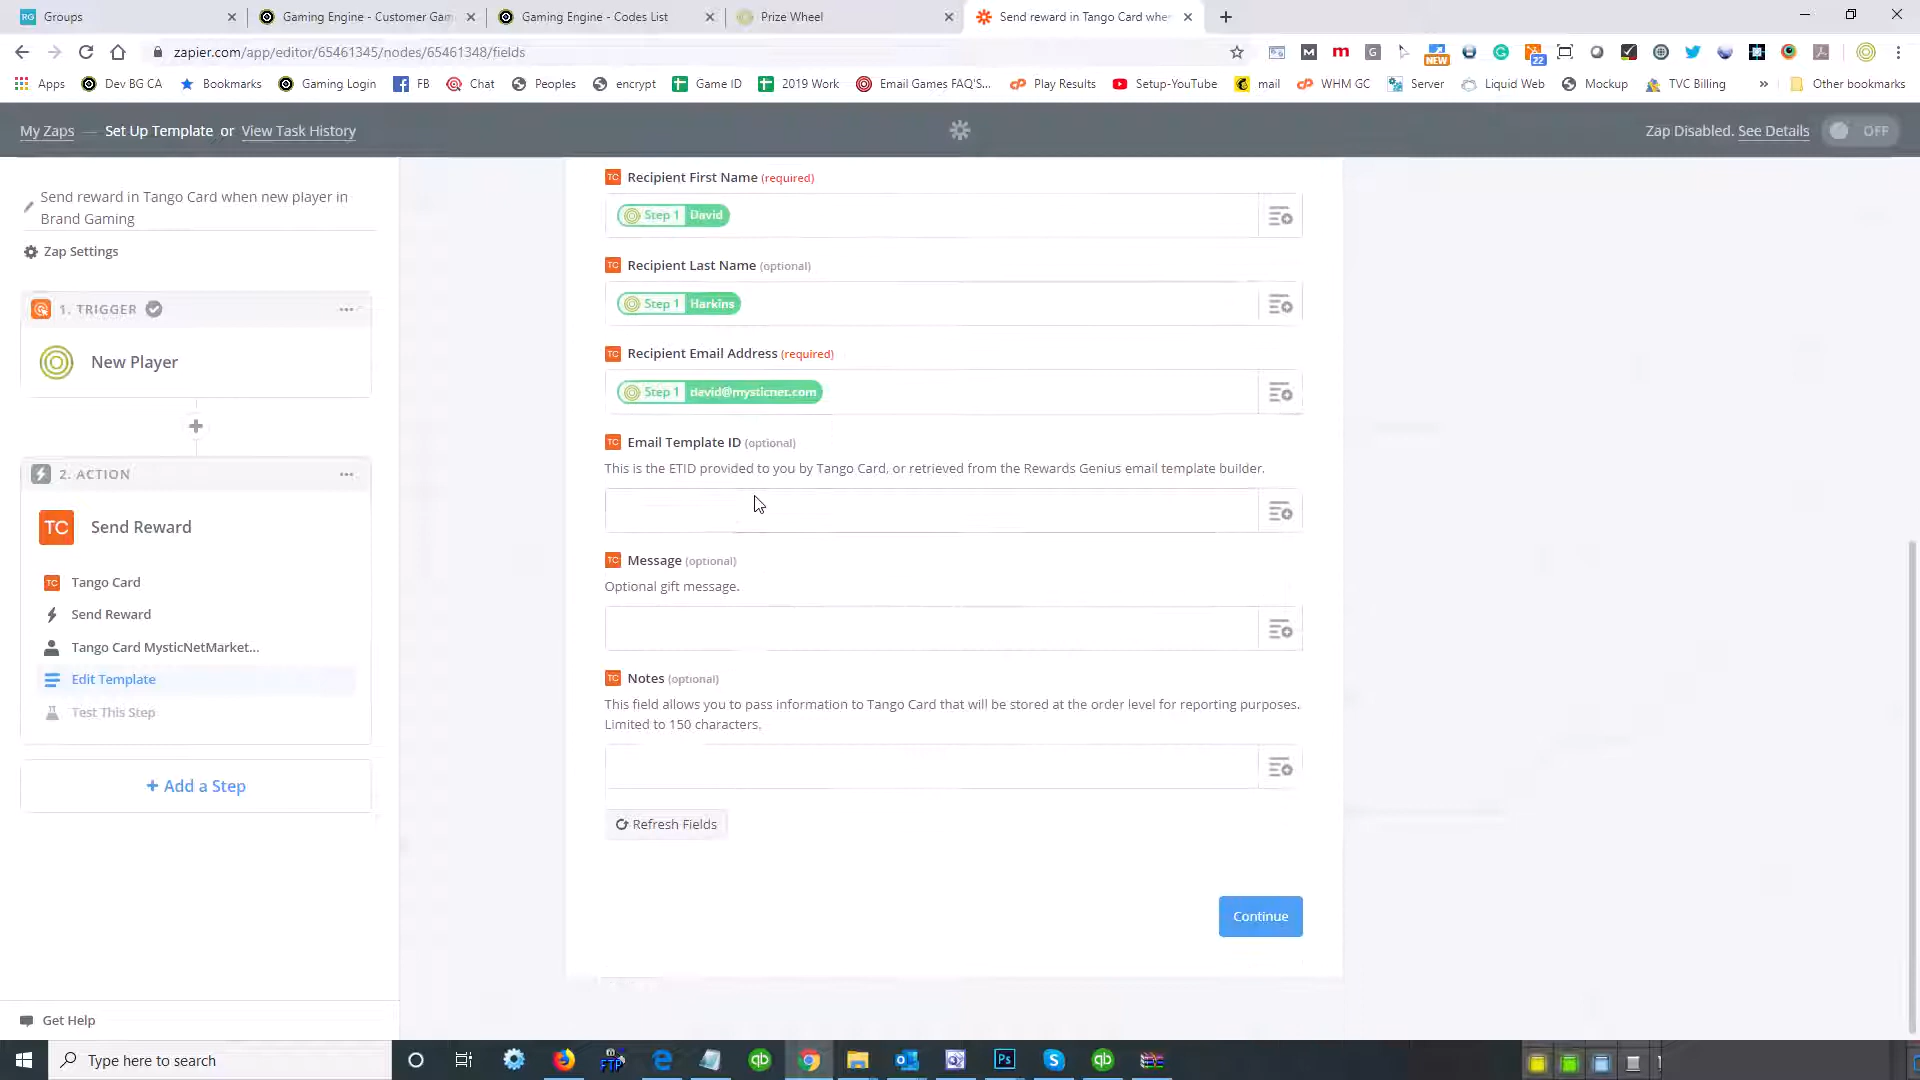 Groups
Gaming Engine - Customer Gam
Gaming Engine - Codes List
Prize Wheel
Send reward in Tango Card whe
zapier.com/app/editor/65461345/nodes/65461348/fields
Apps
Dev BG CA
Bookmarks
Gaming Login
FB
Chat
Peoples
encrypt
Game ID
2019 Work
Email Games FAQ'S...
Play Results
Setup-YouTube
mail
WHM GC
Server
Liquid Web
Mockup
TVC Billing
»
Other bookmarks
My Zaps — Set Up Template or View Task History
Zap Disabled. See Details
OFF
Send reward in Tango Card when new player in
Brand Gaming
Zap Settings
1. TRIGGER
New Player
2. ACTION
TC
Send Reward
TC Tango Card
Send Reward
Tango Card MysticNetMarket...
Edit Template
Test This Step
+ Add a Step
Get Help
TC Recipient First Name (required)
Step 1 David
TC Recipient Last Name (optional)
Step 1 Harkins
TC Recipient Email Address (required)
Step 1 david@mysticnet.com
TC Email Template ID (optional)
This is the ETID provided to you by Tango Card, or retrieved from the Rewards Genius email template builder.
TC Message (optional)
Optional gift message.
TC Notes (optional)
This field allows you to pass information to Tango Card that will be stored at the order level for reporting purposes.
Limited to 150 characters.
Refresh Fields
Continue
Type here to search